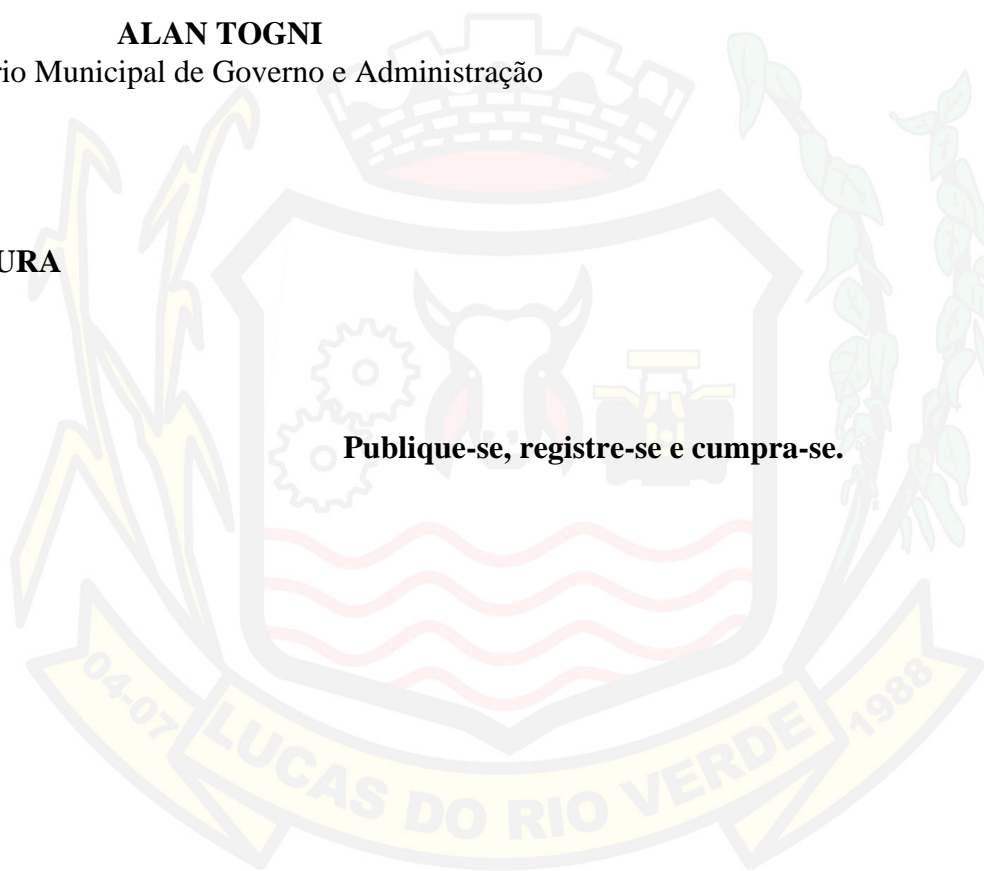 ALAN TOGNI
rio Municipal de Governo e Administração
URA
Publique-se, registre-se e cumpra-se.
04-07
LUCAS DO RIO VERDE
1988